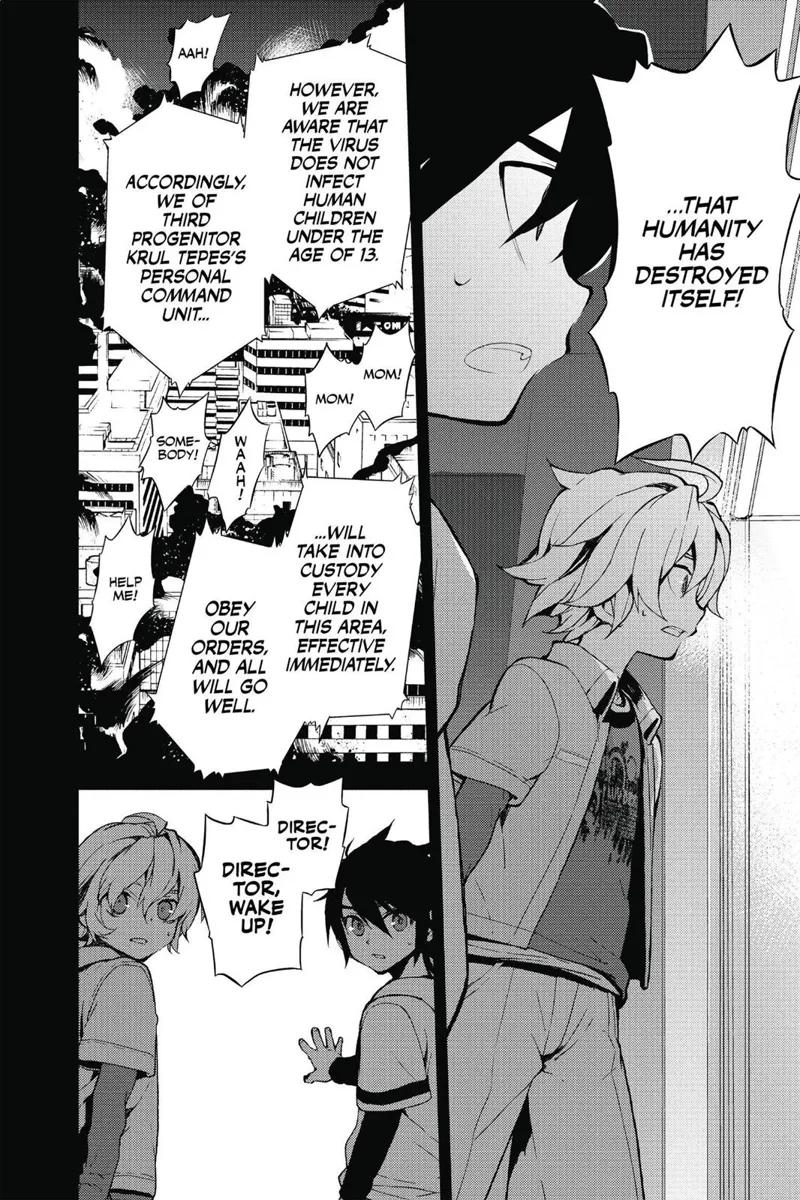 ...THAT
HUMANITY
HAS
DESTROYED
ITSELF!
AAH!
HOWEVER,
WE ARE
AWARE THAT
THE VIRUS
DOES NOT
INFECT
HUMAN
CHILDREN
UNDER THE
AGE OF 13.
ACCORDINGLY,
WE OF
THIRD
PROGENITOR
KRUL TEPES'S
PERSONAL
COMMAND
UNIT...
MOM!
MOM!
SOME-
BODY!
WAAH!
HELP
ME!
...WILL
TAKE INTO
CUSTODY
EVERY
CHILD IN
THIS AREA,
EFFECTIVE
IMMEDIATELY.
OBEY
OUR
ORDERS,
AND ALL
WILL GO
WELL.
DIREC-
TOR!
DIREC-
TOR,
WAKE
UP!